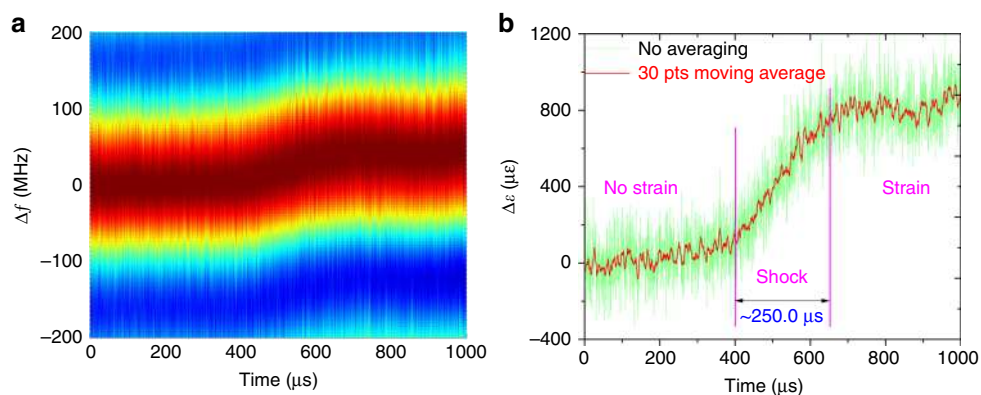 a
200
100
0
−100
−200
Δf (MHz)
0
200
400
600
800
1000
Time (μs)
b
1200
800
400
0
−400
Δε (με)
No averaging
30 pts moving average
No strain
Strain
Shock
~250.0 μs
0
200
400
600
800
1000
Time (μs)